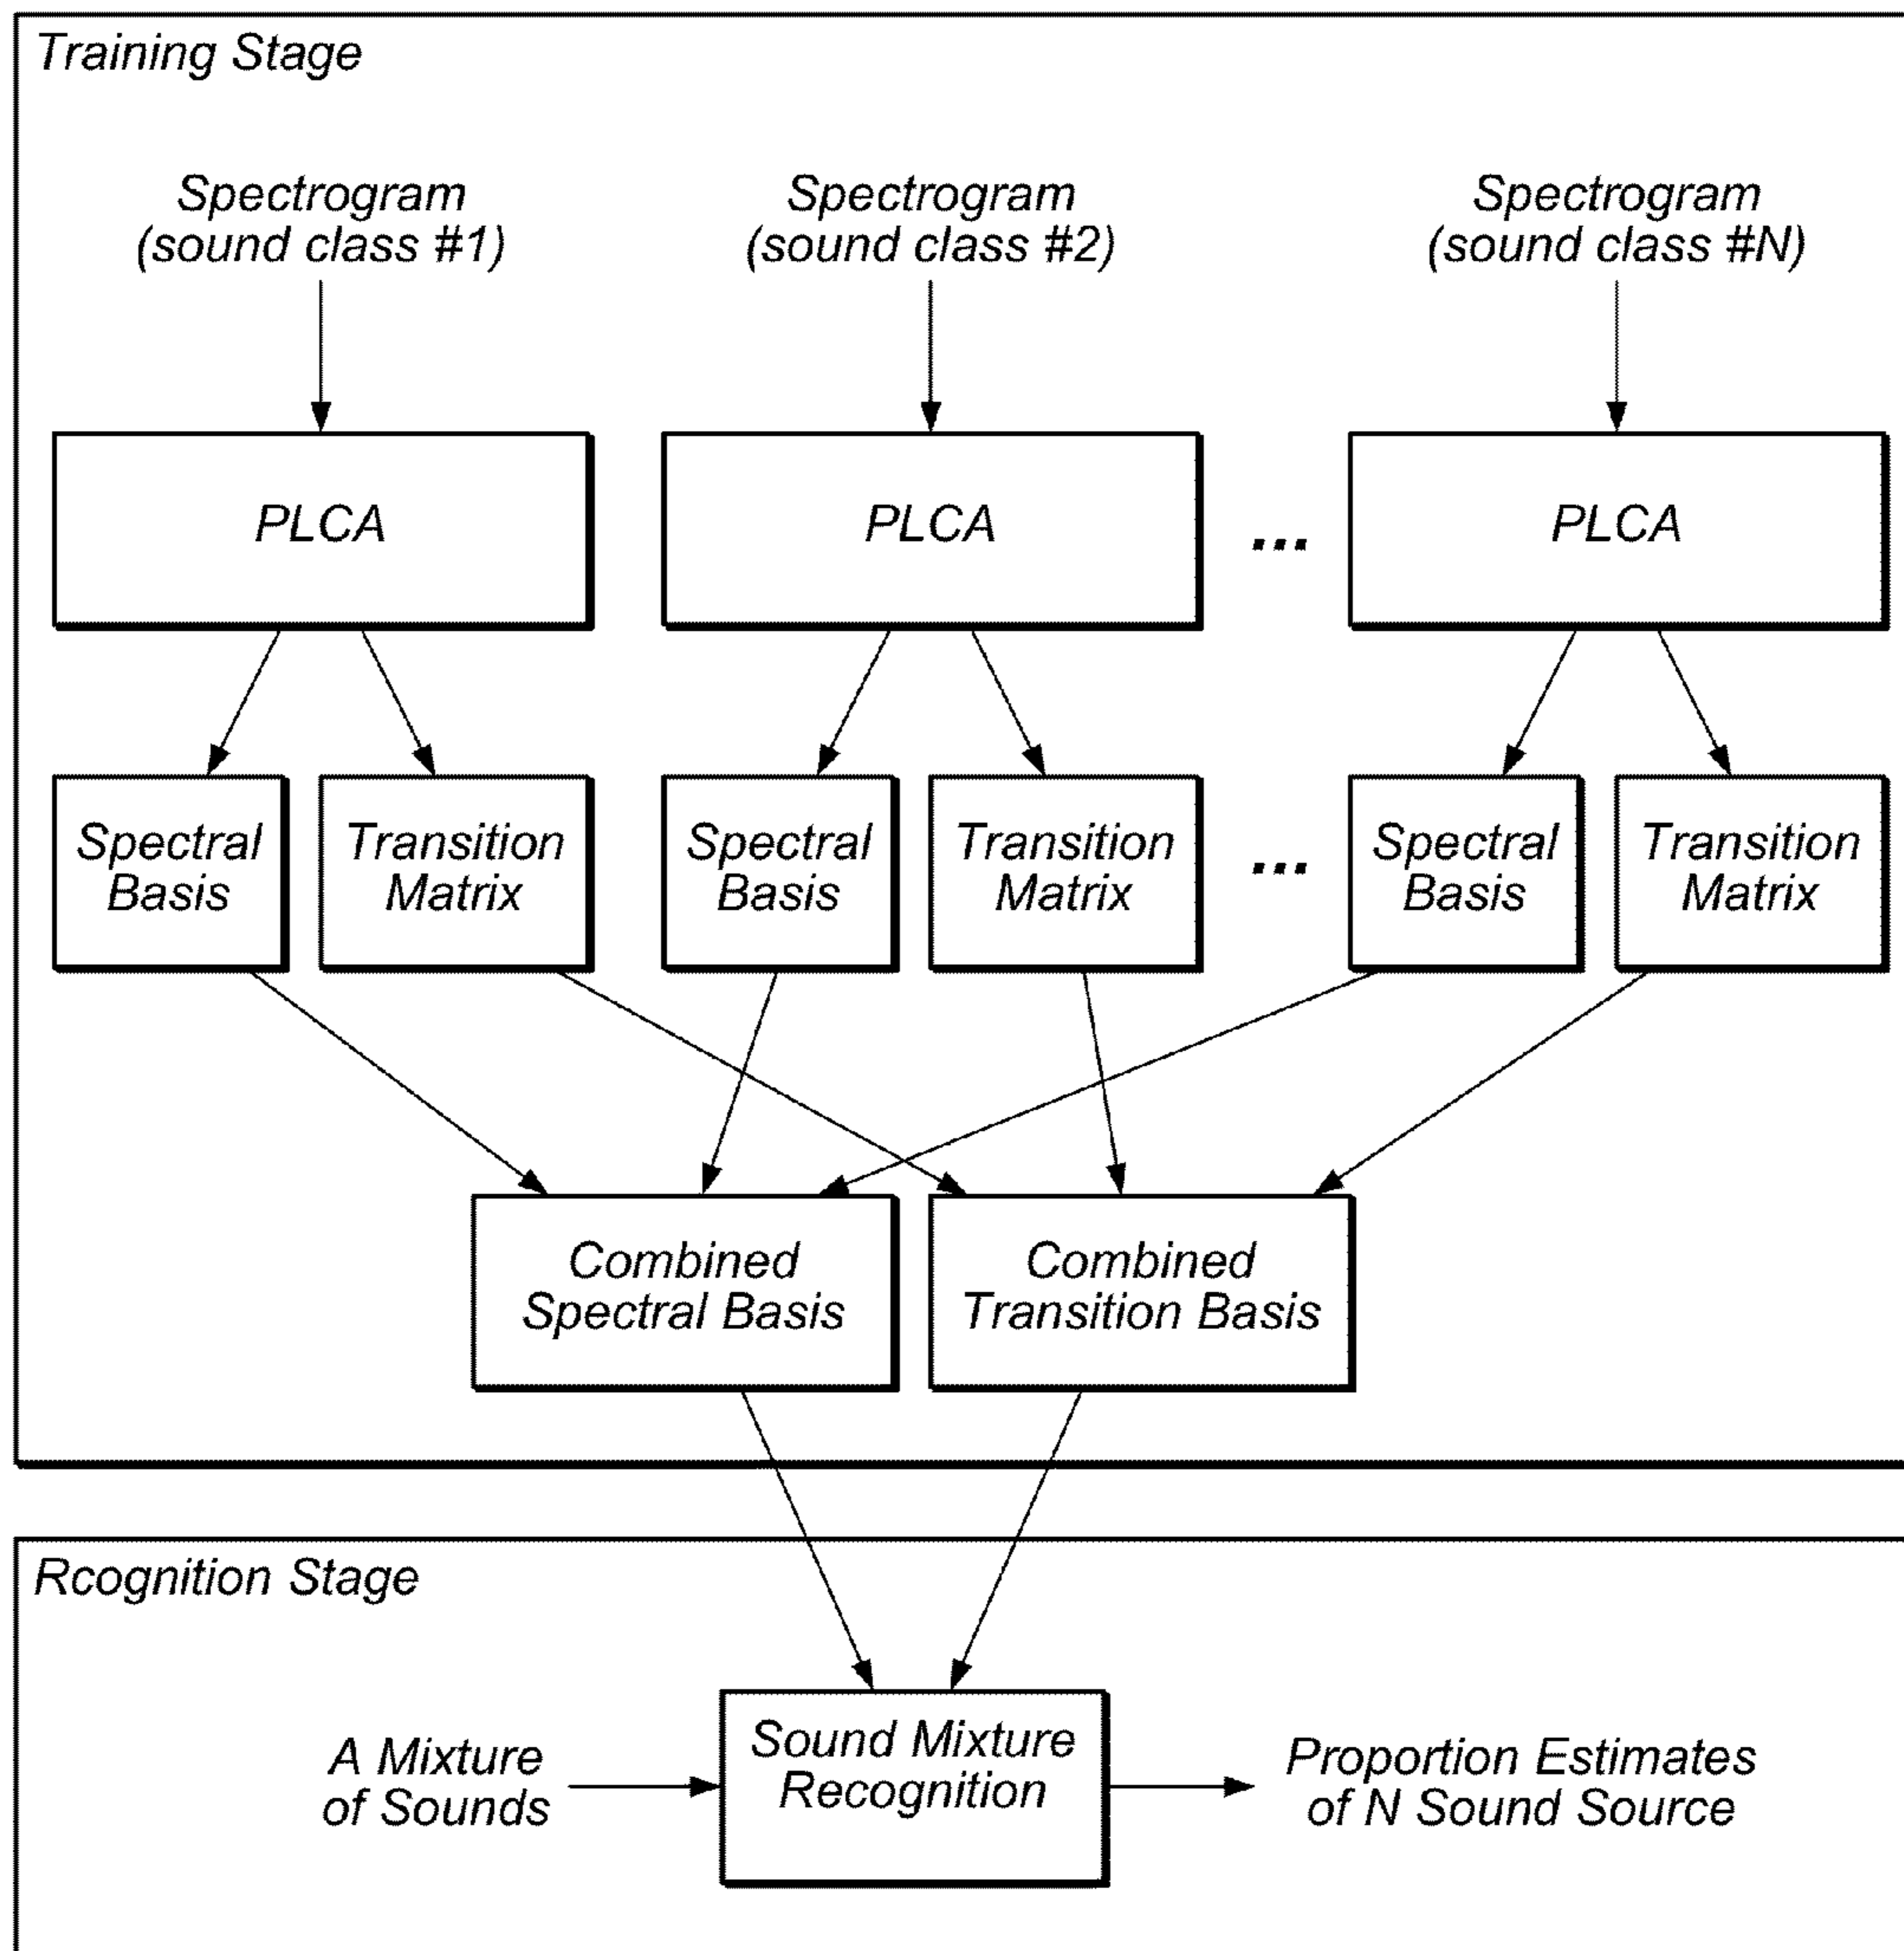 Training Stage
Spectrogram
(sound class #1)
Spectrogram
(sound class #2)
Spectrogram
(sound class #N)
PLCA
PLCA
...
PLCA
Spectral
Basis
Transition
Matrix
Spectral
Basis
Transition
Matrix
...
Spectral
Basis
Transition
Matrix
Combined
Spectral Basis
Combined
Transition Basis
Rcognition Stage
A Mixture
of Sounds
Sound Mixture
Recognition
Proportion Estimates
of N Sound Source